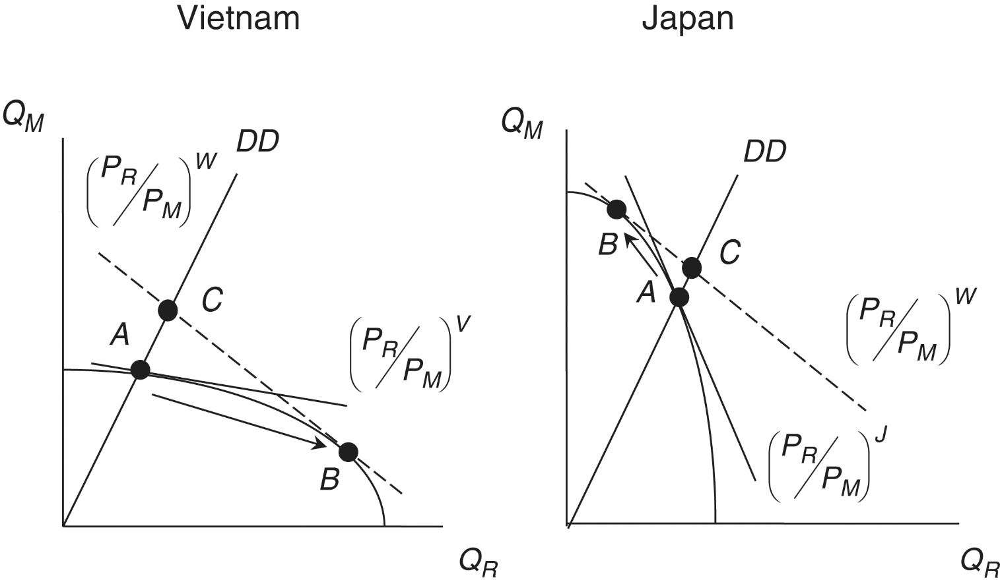 Vietnam
Q_M
DD
(P_R/P_M)^W
C
A
(P_R/P_M)^V
B
Q_R
Japan
Q_M
DD
B
C
A
(P_R/P_M)^W
(P_R/P_M)^J
Q_R